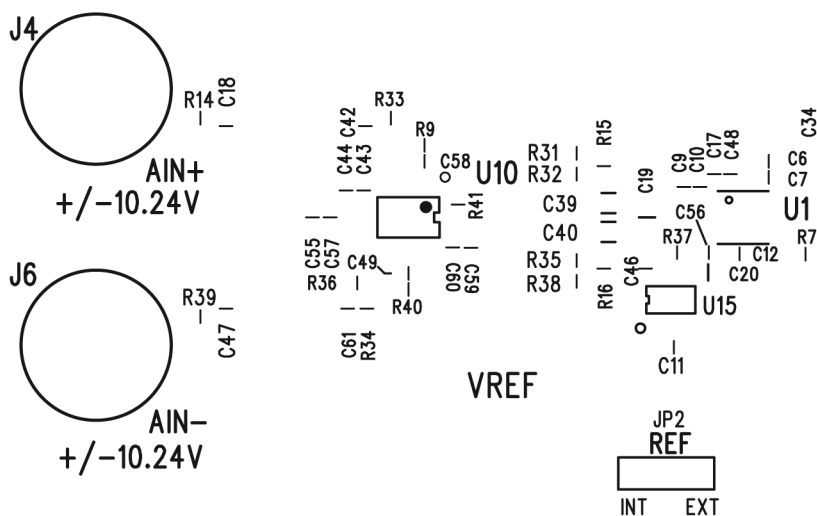 J4
R14
C18
AIN+
+/-10.24V
J6
R39
C47
AIN-
+/-10.24V
C42
R33
R9
C44
C43
C58
U10
R41
C55
C57
C49
R36
R40
C60
C59
C61
R34
R31
R32
R15
C39
C19
C40
R35
R38
R16
C46
C9
C10
C17
C48
C34
C6
C7
U1
C56
R37
R7
C12
C20
U15
C11
VREF
JP2
REF
INT EXT